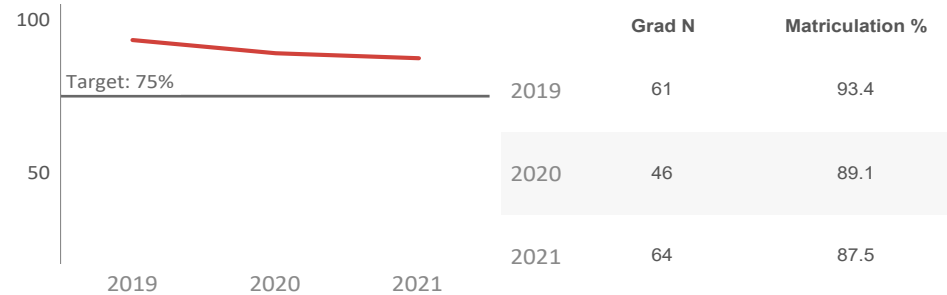 100
Target: 75%
50
2019 2020 2021
Grad N Matriculation %
2019 61 93.4
2020 46 89.1
2021 64 87.5